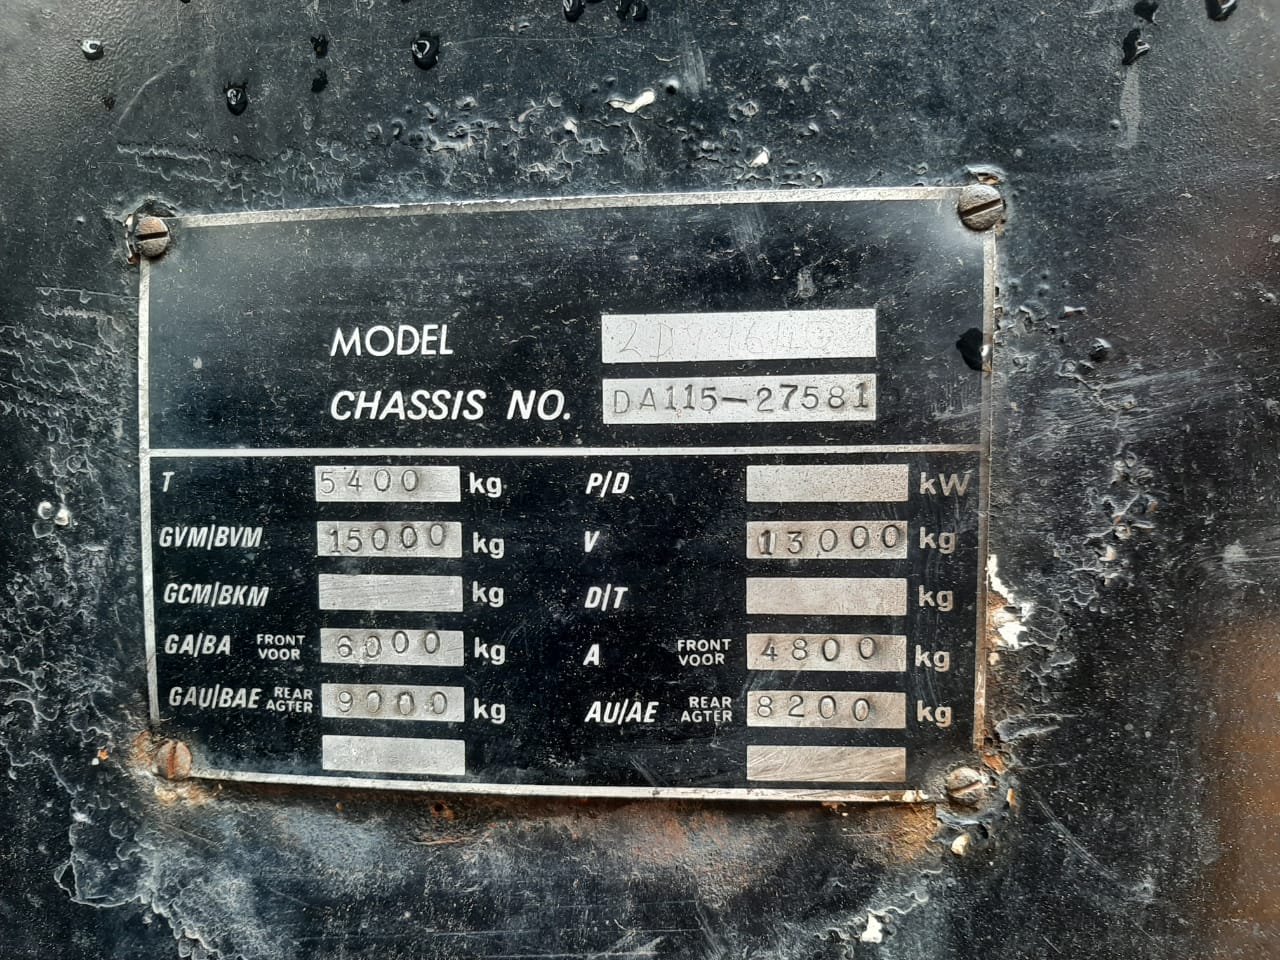 MODEL
CHASSIS NO. DA115-27581
T 5400 kg P/D kW
GVM/BVM 15000 kg V 13000 kg
GCM/BKM kg D/T kg
GA/BA FRONT VOOR 6000 kg A FRONT VOOR 4800 kg
GAU/BAE REAR AGTER 9000 kg AU/AE REAR AGTER 8200 kg